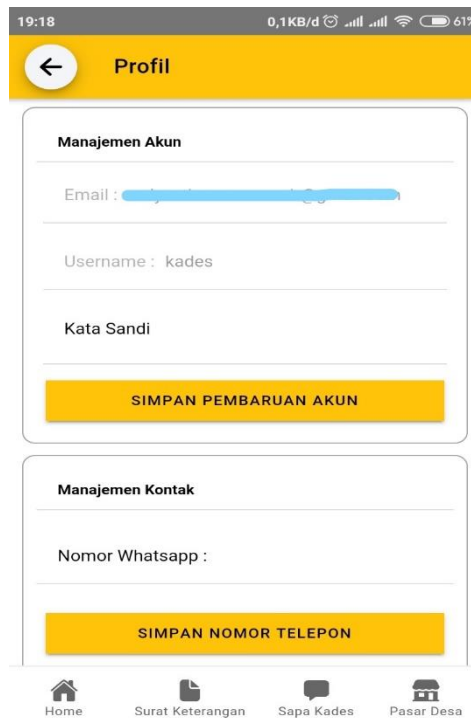 19:18 0,1KB/d 61%
Profil
Manajemen Akun
Email :
Username : kades
Kata Sandi
SIMPAN PEMBARUAN AKUN
Manajemen Kontak
Nomor Whatsapp :
SIMPAN NOMOR TELEPON
Home Surat Keterangan Sapa Kades Pasar Desa